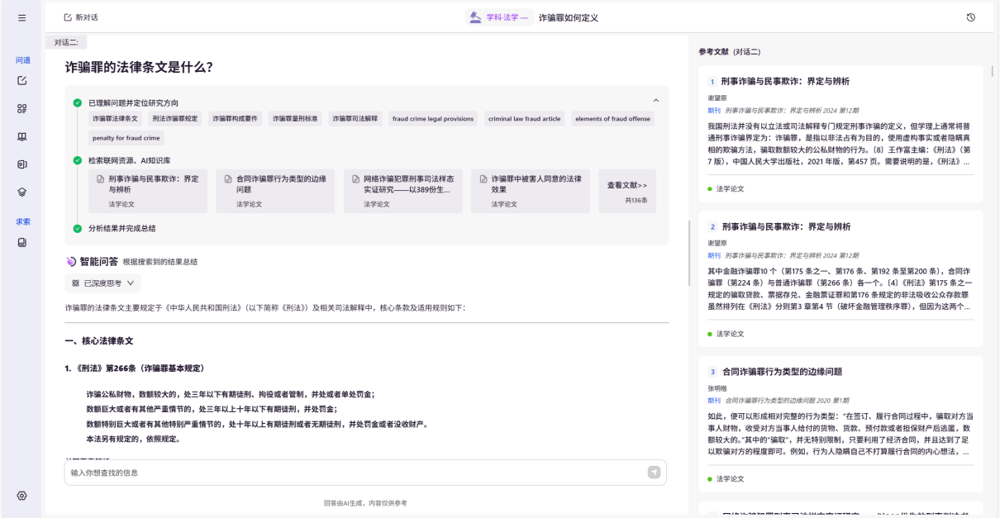 新对话
学科·法学 —
诈骗罪如何定义
问道
求索
对话二:
诈骗罪的法律条文是什么?
已理解问题并定位研究方向
诈骗罪法律条文
刑法诈骗罪规定
诈骗罪构成要件
诈骗罪量刑标准
诈骗罪司法解释
fraud crime legal provisions
criminal law fraud article
elements of fraud offense
penalty for fraud crime
检索联网资源、AI知识库
刑事诈骗与民事欺诈：界定
与辨析
法学论文
合同诈骗罪行为类型的边缘
问题
法学论文
网络诈骗犯罪刑事司法样态
实证研究——以389份生...
法学论文
诈骗罪中被害人同意的法律
效果
法学论文
查看文献>>
共136条
分析结果并完成总结
智能问答 根据搜索到的结果总结
已深度思考
诈骗罪的法律条文主要规定于《中华人民共和国刑法》（以下简称《刑法》）及相关司法解释中，核心条款及适用规则如下：
一、核心法律条文
1. 《刑法》第266条（诈骗罪基本规定）
诈骗公私财物，数额较大的，处三年以下有期徒刑、拘役或者管制，并处或者单处罚金；
数额巨大或者有其他严重情节的，处三年以上十年以下有期徒刑，并处罚金；
数额特别巨大或者有其他特别严重情节的，处十年以上有期徒刑或者无期徒刑，并处罚金或者没收财产。
本法另有规定的，依照规定。
输入你想查找的信息
回答由AI生成，内容仅供参考
参考文献 (对话二)
1 刑事诈骗与民事欺诈：界定与辨析
谢望原
期刊 刑事诈骗与民事欺诈：界定与辨析 2024 第12期
我国刑法并没有以立法或司法解释专门规定刑事诈骗的定义，但学理上通常将普
通刑事诈骗界定为：诈骗罪，是指以非法占有为目的，使用虚构事实或者隐瞒真
相的欺骗方法，骗取数额较大的公私财物的行为。〔8〕王作富主编：《刑法》（第
7 版），中国人民大学出版社，2021 年版，第457 页。需要说明的是，《刑法》...
法学论文
2 刑事诈骗与民事欺诈：界定与辨析
谢望原
期刊 刑事诈骗与民事欺诈：界定与辨析 2024 第12期
其中金融诈骗罪10 个（第175 条之一、第176 条、第192 条至第200 条），合同诈
骗罪（第224 条）与普通诈骗罪（第266 条）各一个。〔4〕《刑法》第175 条之一
规定的骗取贷款、票据存兑、金融票证罪和第176 条规定的非法吸收公众存款罪
虽然排列在《刑法》分则第3 章第4 节（破坏金融管理秩序罪），但因为这两个...
法学论文
3 合同诈骗罪行为类型的边缘问题
张明楷
期刊 合同诈骗罪行为类型的边缘问题 2020 第1期
如此，便可以形成相对完整的行为类型：“在签订、履行合同过程中，骗取对方当
事人财物，收受对方当事人给付的货物、货款、预付款或者担保财产后逃匿，数
额较大的。”其中的“骗取”，并无特别限制，只要利用了经济合同，并且达到了足
以欺骗对方的程度即可。例如，行为人隐瞒自己不打算履行合同的内心想法，...
法学论文